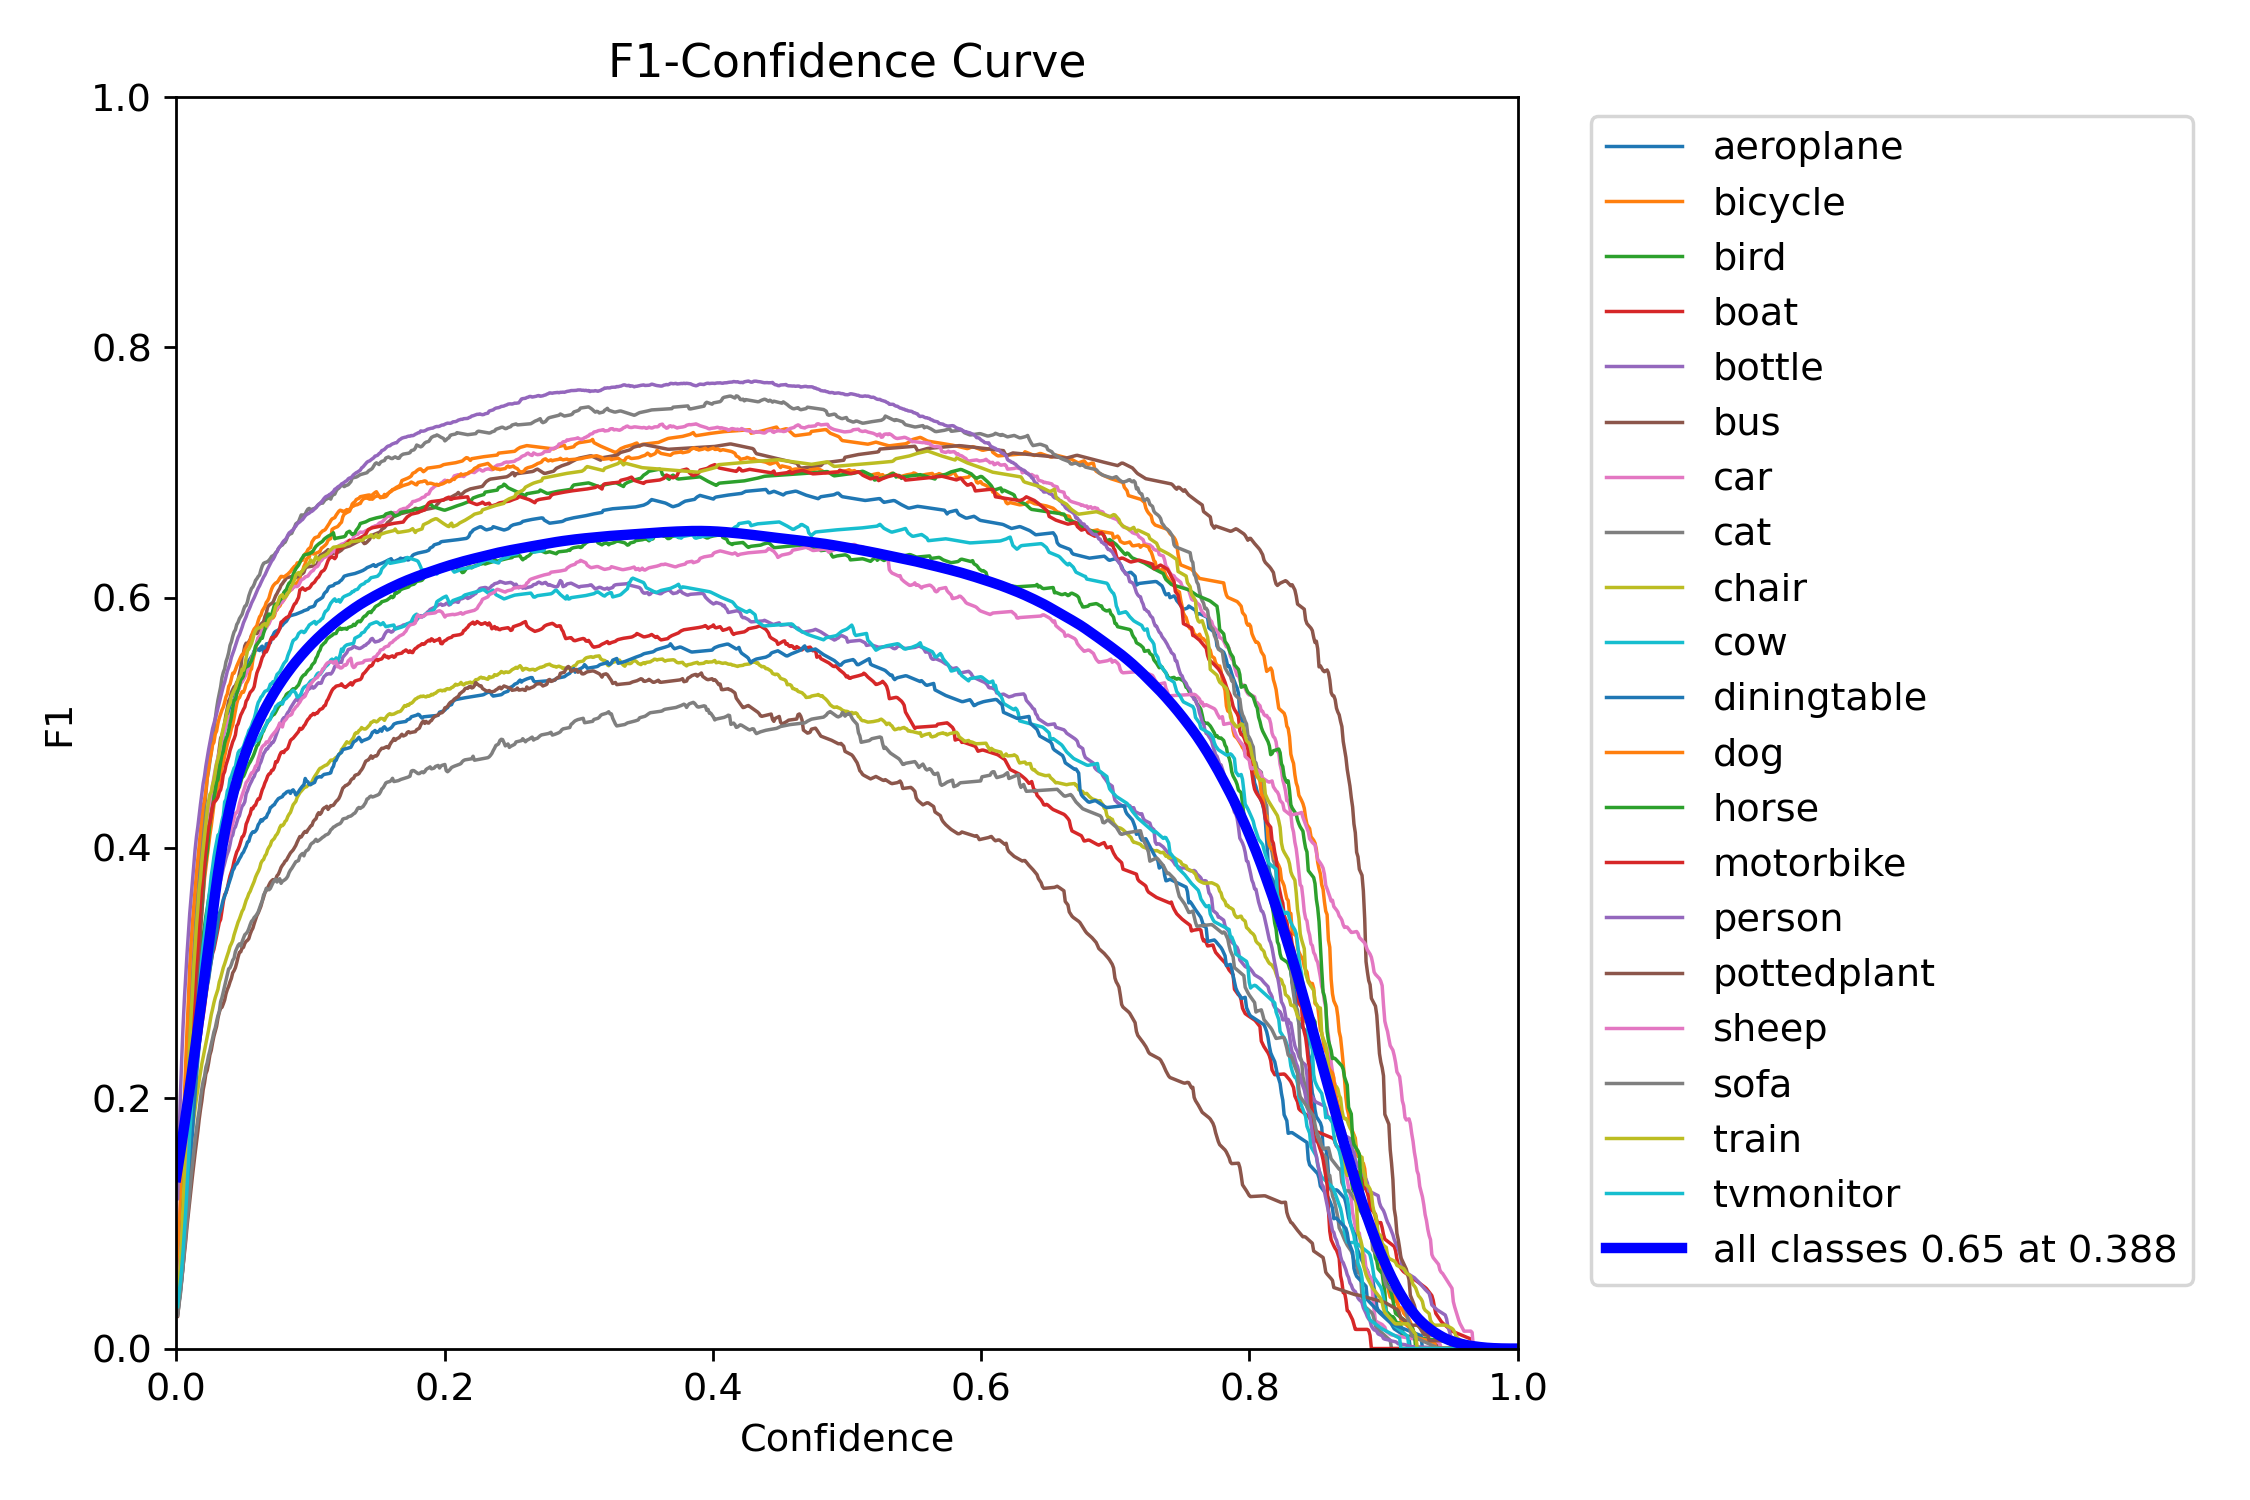 F1-Confidence Curve
1.0
0.8
0.6
0.4
0.2
0.0
F1
0.0 0.2 0.4 0.6 0.8 1.0
Confidence
aeroplane
bicycle
bird
boat
bottle
bus
car
cat
chair
cow
diningtable
dog
horse
motorbike
person
pottedplant
sheep
sofa
train
tvmonitor
all classes 0.65 at 0.388